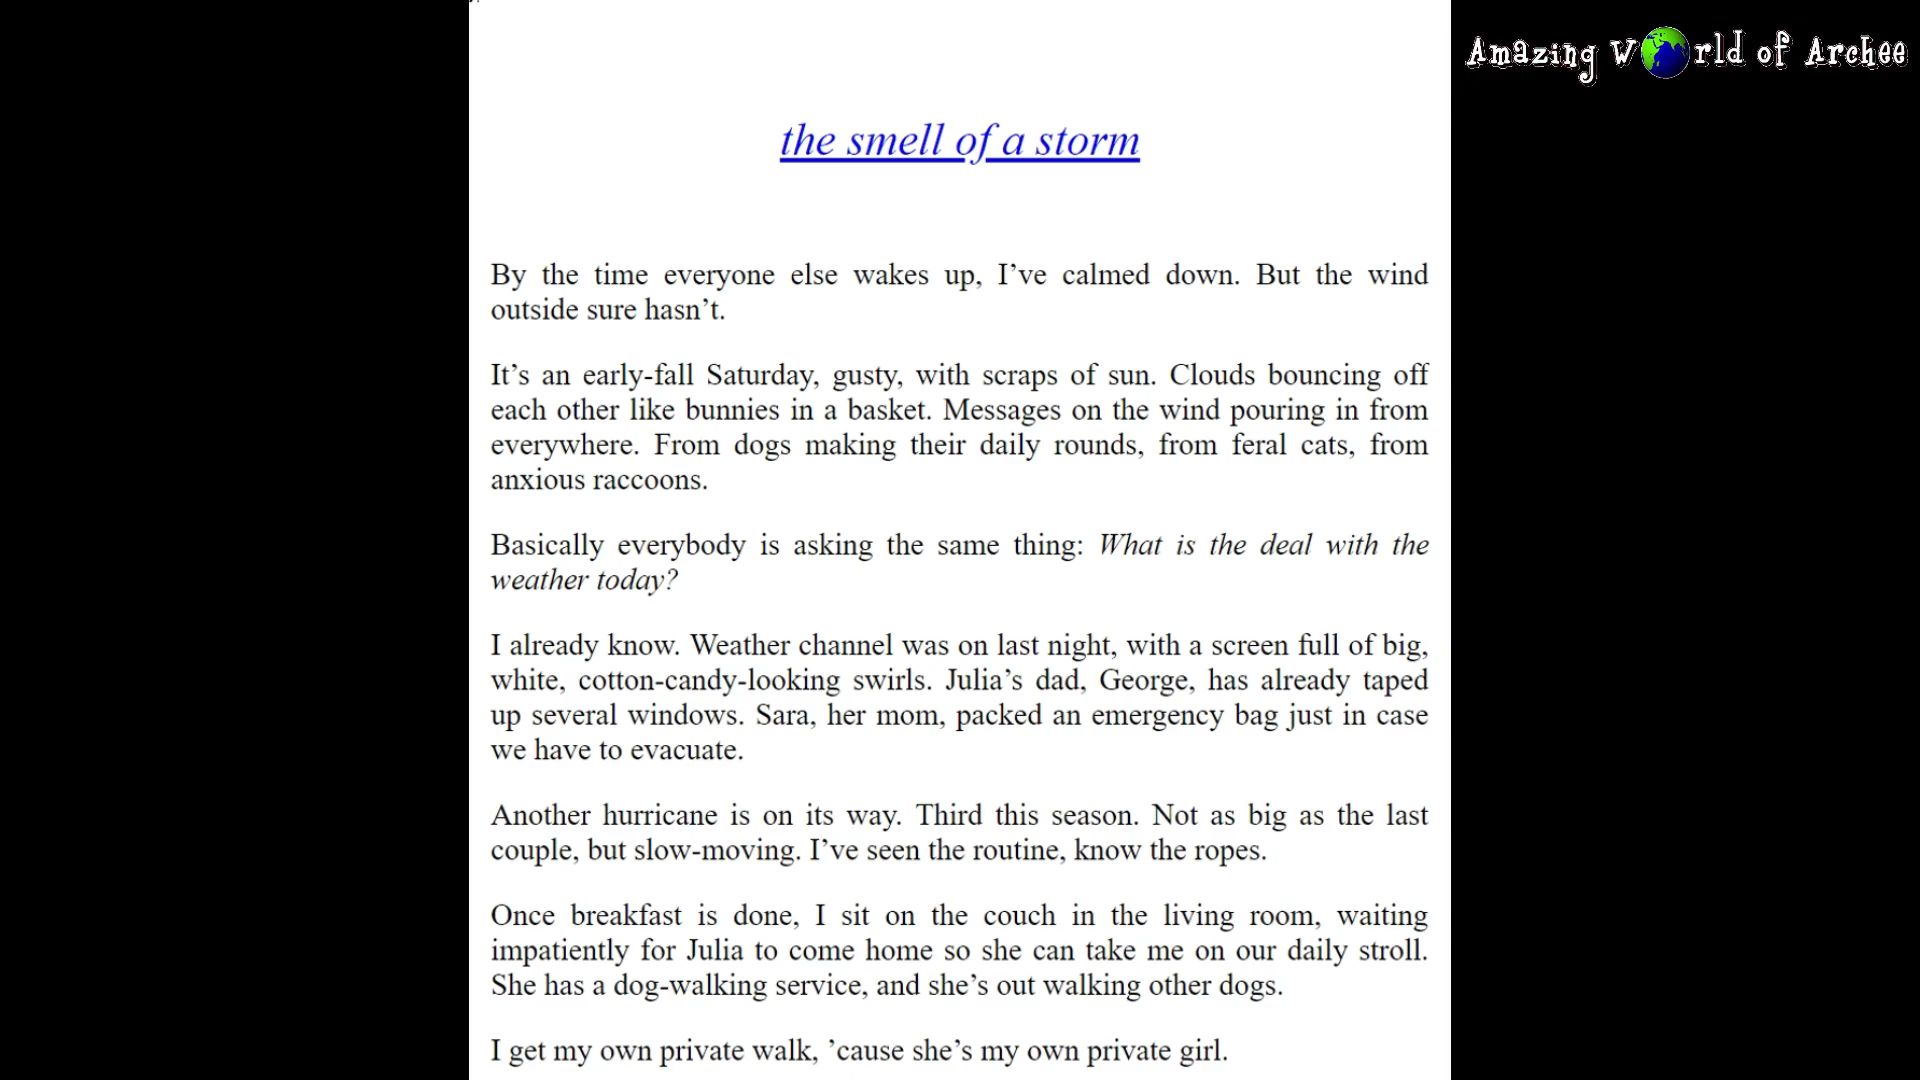 Amazing World of Archee
the smell of a storm
By the time everyone else wakes up, I’ve calmed down. But the wind
outside sure hasn’t.
It’s an early-fall Saturday, gusty, with scraps of sun. Clouds bouncing off
each other like bunnies in a basket. Messages on the wind pouring in from
everywhere. From dogs making their daily rounds, from feral cats, from
anxious raccoons.
Basically everybody is asking the same thing: What is the deal with the
weather today?
I already know. Weather channel was on last night, with a screen full of big,
white, cotton-candy-looking swirls. Julia’s dad, George, has already taped
up several windows. Sara, her mom, packed an emergency bag just in case
we have to evacuate.
Another hurricane is on its way. Third this season. Not as big as the last
couple, but slow-moving. I’ve seen the routine, know the ropes.
Once breakfast is done, I sit on the couch in the living room, waiting
impatiently for Julia to come home so she can take me on our daily stroll.
She has a dog-walking service, and she’s out walking other dogs.
I get my own private walk, ’cause she’s my own private girl.